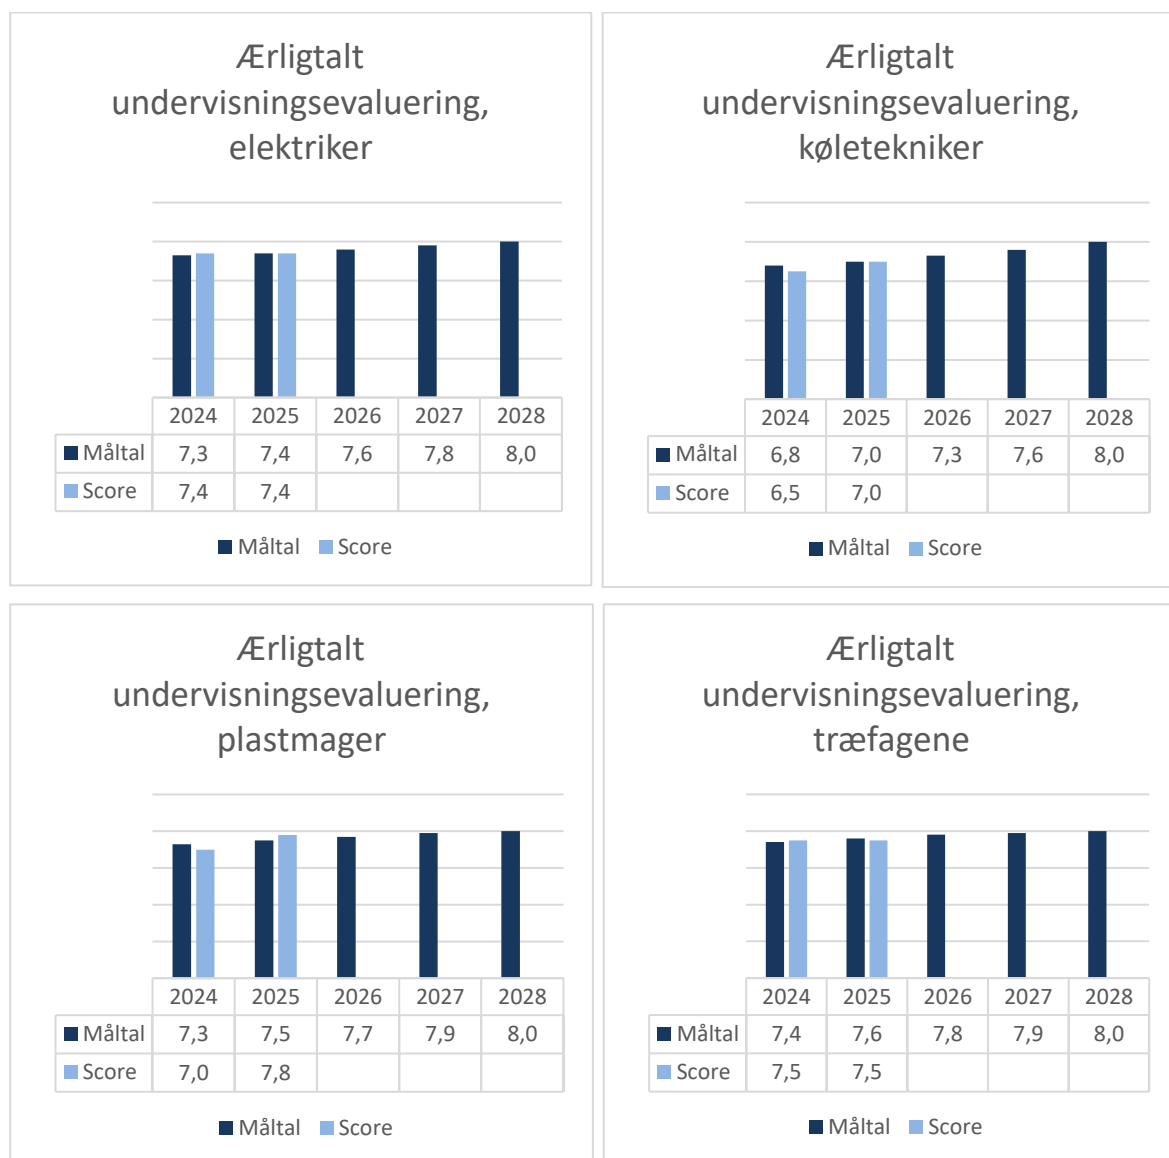 Ærligtalt
undervisningsevaluering,
elektriker
2024 2025 2026 2027 2028
Måltal 7,3 7,4 7,6 7,8 8,0
Score 7,4 7,4
Måltal Score
Ærligtalt
undervisningsevaluering,
køletekniker
2024 2025 2026 2027 2028
Måltal 6,8 7,0 7,3 7,6 8,0
Score 6,5 7,0
Måltal Score
Ærligtalt
undervisningsevaluering,
plastmager
2024 2025 2026 2027 2028
Måltal 7,3 7,5 7,7 7,9 8,0
Score 7,0 7,8
Måltal Score
Ærligtalt
undervisningsevaluering,
træfagene
2024 2025 2026 2027 2028
Måltal 7,4 7,6 7,8 7,9 8,0
Score 7,5 7,5
Måltal Score